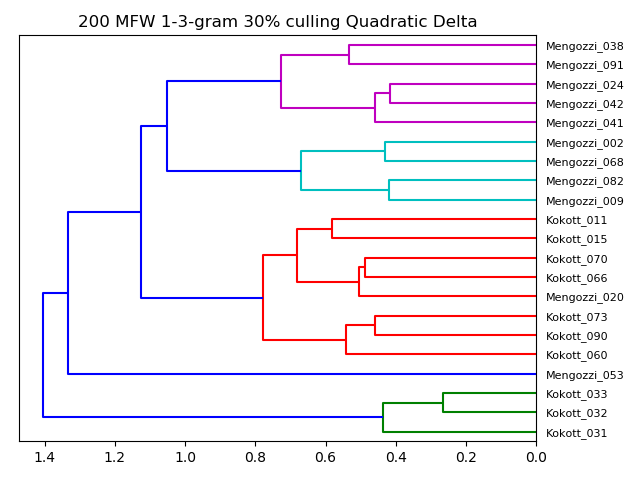 200 MFW 1-3-gram 30% culling Quadratic Delta
Mengozzi_038
Mengozzi_091
Mengozzi_024
Mengozzi_042
Mengozzi_041
Mengozzi_002
Mengozzi_068
Mengozzi_082
Mengozzi_009
Kokott_011
Kokott_015
Kokott_070
Kokott_066
Mengozzi_020
Kokott_073
Kokott_090
Kokott_060
Mengozzi_053
Kokott_033
Kokott_032
Kokott_031
1.4 1.2 1.0 0.8 0.6 0.4 0.2 0.0